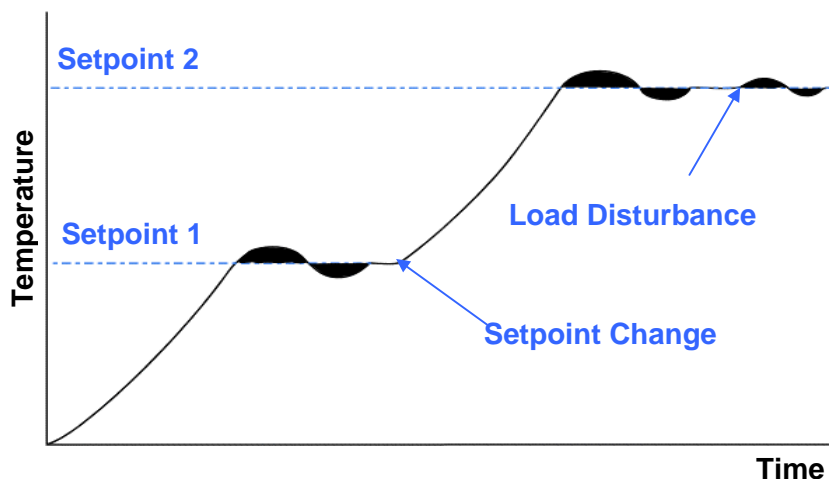 Setpoint 2
Temperature
Load Disturbance
Setpoint 1
Setpoint Change
Time